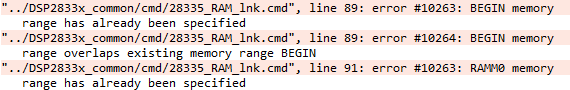 "../DSP2833x_common/cmd/28335_RAM_lnk.cmd", line 89: error #10263: BEGIN memory
range has already been specified
"../DSP2833x_common/cmd/28335_RAM_lnk.cmd", line 89: error #10264: BEGIN memory
range overlaps existing memory range BEGIN
"../DSP2833x_common/cmd/28335_RAM_lnk.cmd", line 91: error #10263: RAMM0 memory
range has already been specified